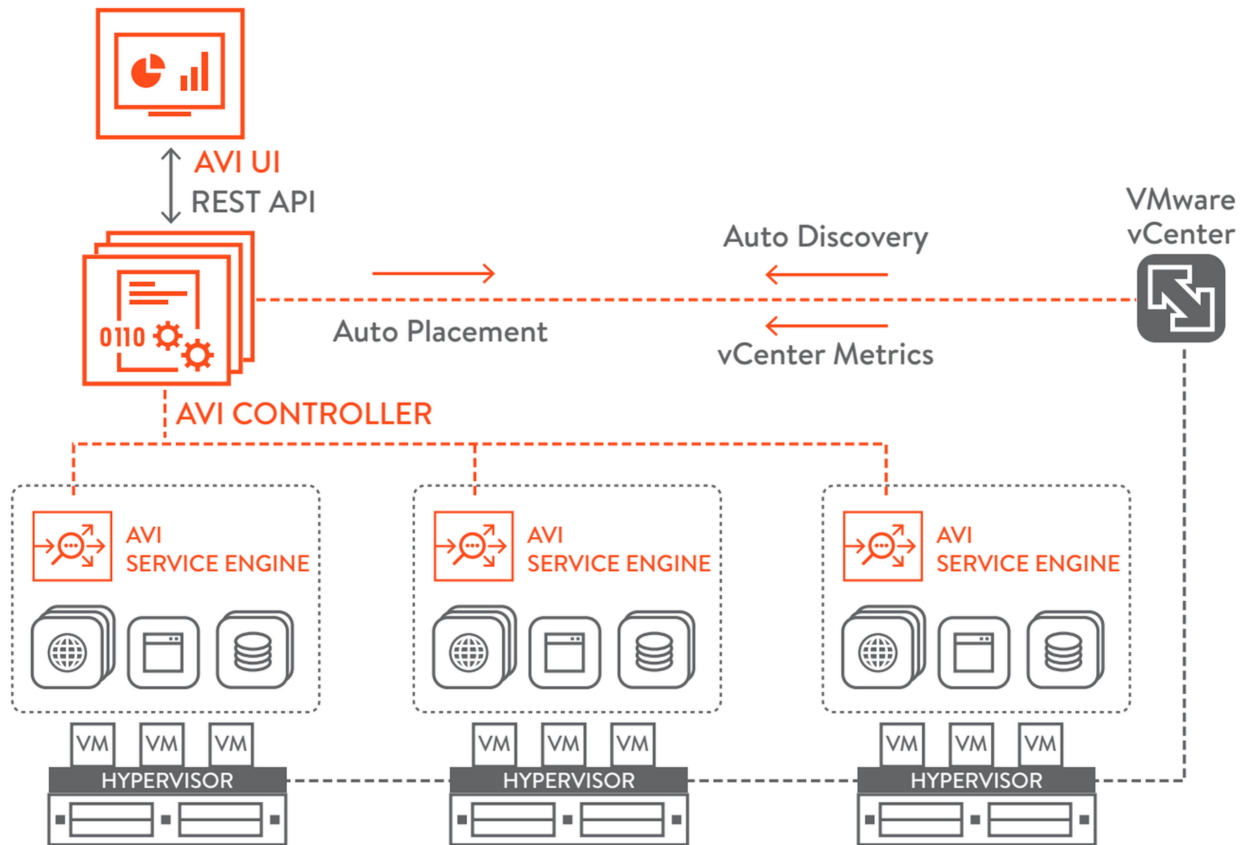 AVI UI
REST API
VMware
vCenter
Auto Discovery
Auto Placement
vCenter Metrics
0110
AVI CONTROLLER
AVI
SERVICE ENGINE
AVI
SERVICE ENGINE
AVI
SERVICE ENGINE
VM VM VM
VM VM VM
VM VM VM
HYPERVISOR
HYPERVISOR
HYPERVISOR